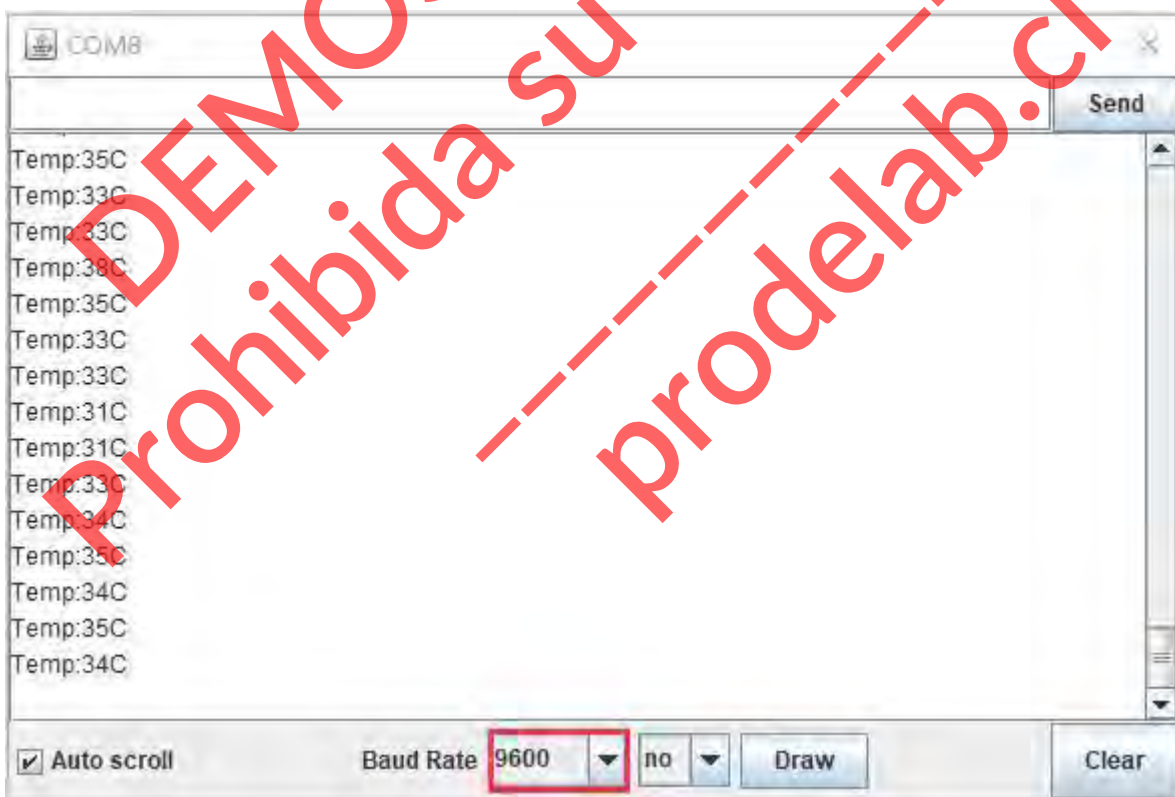 COM8
Send
Temp:35C
Temp:33C
Temp:33C
Temp:38C
Temp:35C
Temp:33C
Temp:33C
Temp:31C
Temp:31C
Temp:33C
Temp:34C
Temp:35C
Temp:34C
Temp:35C
Temp:34C
Auto scroll Baud Rate 9600 no Draw Clear
DEMOS
Prohibida su
prodelab.cl